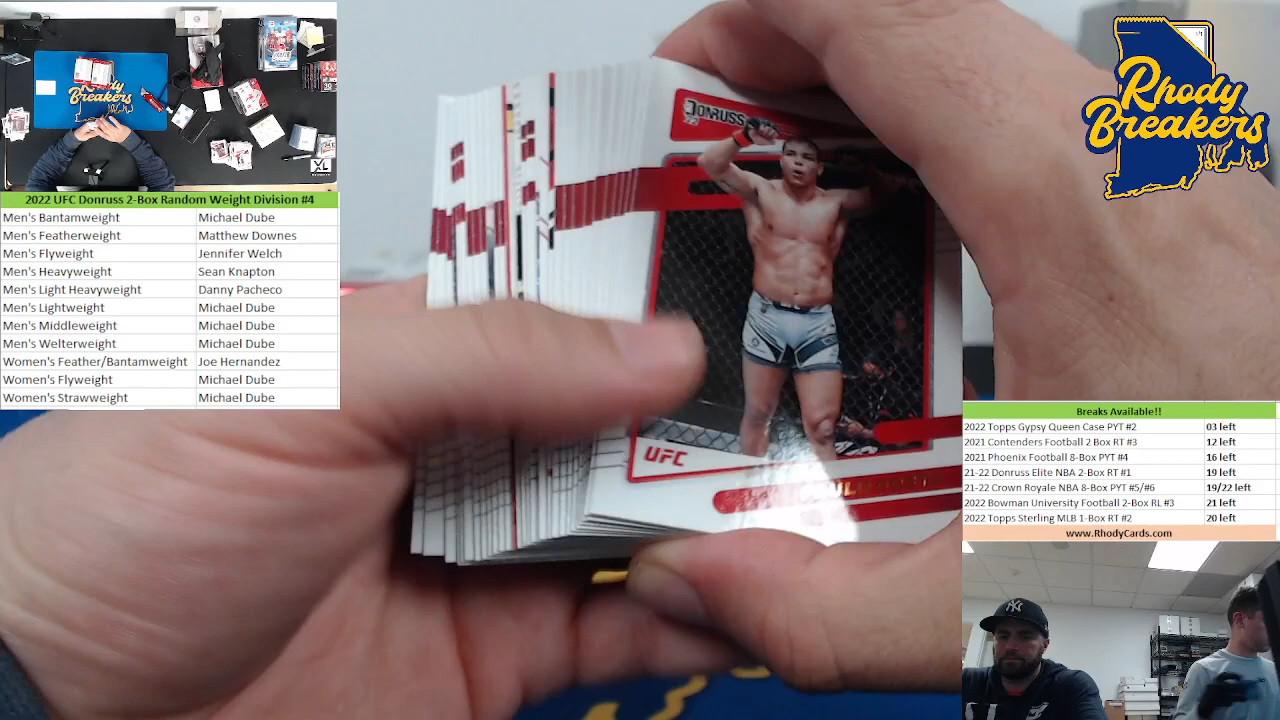 Rhody
Breakers
XL
2022 UFC Donruss 2-Box Random Weight Division #4
Men's Bantamweight Michael Dube
Men's Featherweight Matthew Downes
Men's Flyweight Jennifer Welch
Men's Heavyweight Sean Knapton
Men's Light Heavyweight Danny Pacheco
Men's Lightweight Michael Dube
Men's Middleweight Michael Dube
Men's Welterweight Michael Dube
Women's Feather/Bantamweight Joe Hernandez
Women's Flyweight Michael Dube
Women's Strawweight Michael Dube
DONRUSS
UFC
Rhody
Breakers
Breaks Available!!
2022 Topps Gypsy Queen Case PYT #2 03 left
2021 Contenders Football 2 Box RT #3 12 left
2021 Phoenix Football 8-Box PYT #4 16 left
21-22 Donruss Elite NBA 2-Box RT #1 19 left
21-22 Crown Royale NBA 8-Box PYT #5/#6 19/22 left
2022 Bowman University Football 2-Box RL #3 21 left
2022 Topps Sterling MLB 1-Box RT #2 20 left
www.RhodyCards.com